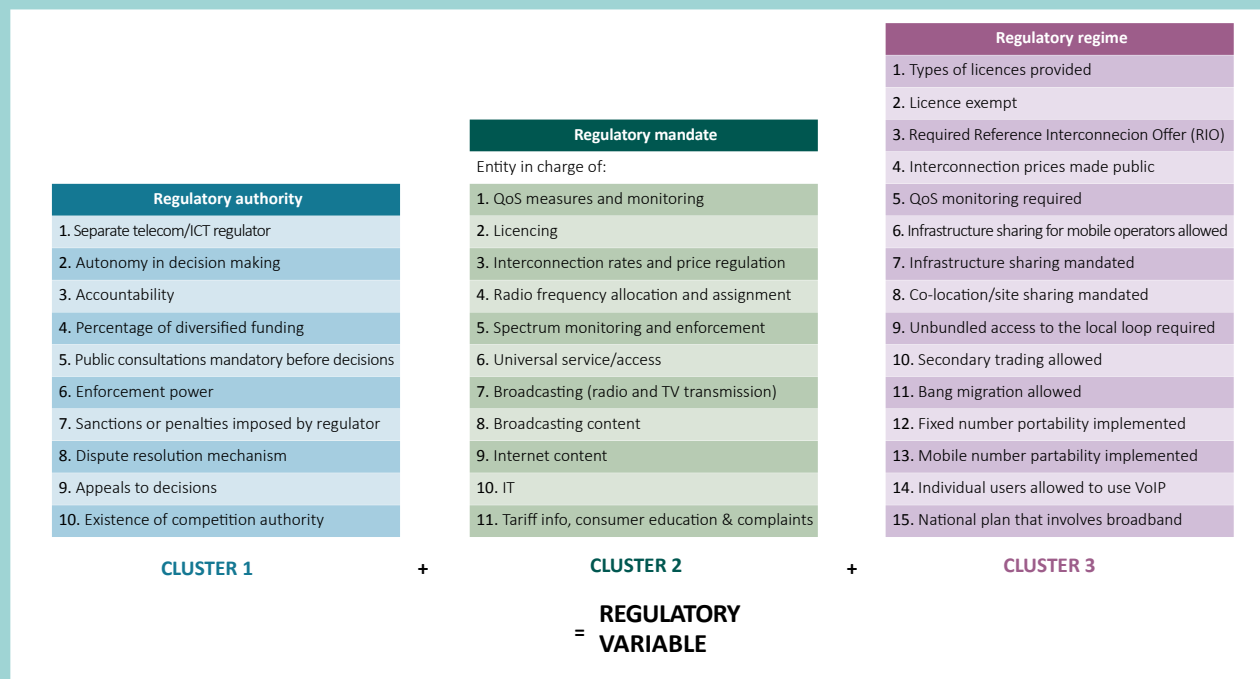 Regulatory authority
1. Separate telecom/ICT regulator
2. Autonomy in decision making
3. Accountability
4. Percentage of diversified funding
5. Public consultations mandatory before decisions
6. Enforcement power
7. Sanctions or penalties imposed by regulator
8. Dispute resolution mechanism
9. Appeals to decisions
10. Existence of competition authority
CLUSTER 1
+
Regulatory mandate
Entity in charge of:
1. QoS measures and monitoring
2. Licencing
3. Interconnection rates and price regulation
4. Radio frequency allocation and assignment
5. Spectrum monitoring and enforcement
6. Universal service/access
7. Broadcasting (radio and TV transmission)
8. Broadcasting content
9. Internet content
10. IT
11. Tariff info, consumer education & complaints
CLUSTER 2
+
Regulatory regime
1. Types of licences provided
2. Licence exempt
3. Required Reference Interconnecion Offer (RIO)
4. Interconnection prices made public
5. QoS monitoring required
6. Infrastructure sharing for mobile operators allowed
7. Infrastructure sharing mandated
8. Co-location/site sharing mandated
9. Unbundled access to the local loop required
10. Secondary trading allowed
11. Bang migration allowed
12. Fixed number portability implemented
13. Mobile number partability implemented
14. Individual users allowed to use VoIP
15. National plan that involves broadband
CLUSTER 3
= REGULATORY
VARIABLE